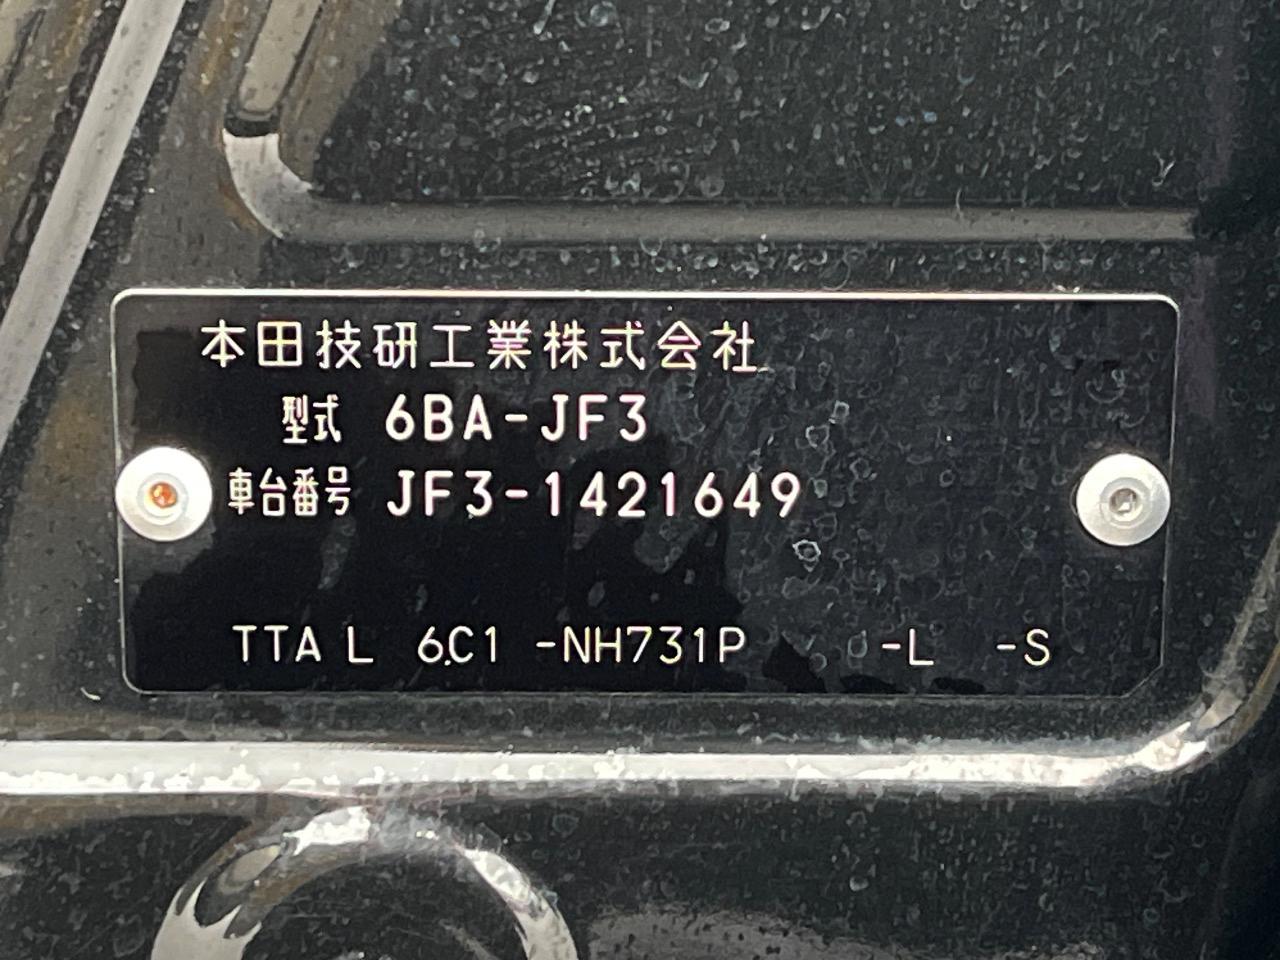 本田技研工業株式会社
型式 6BA-JF3
車台番号 JF3-1421649
TTA L 6C1 -NH731P -L -S